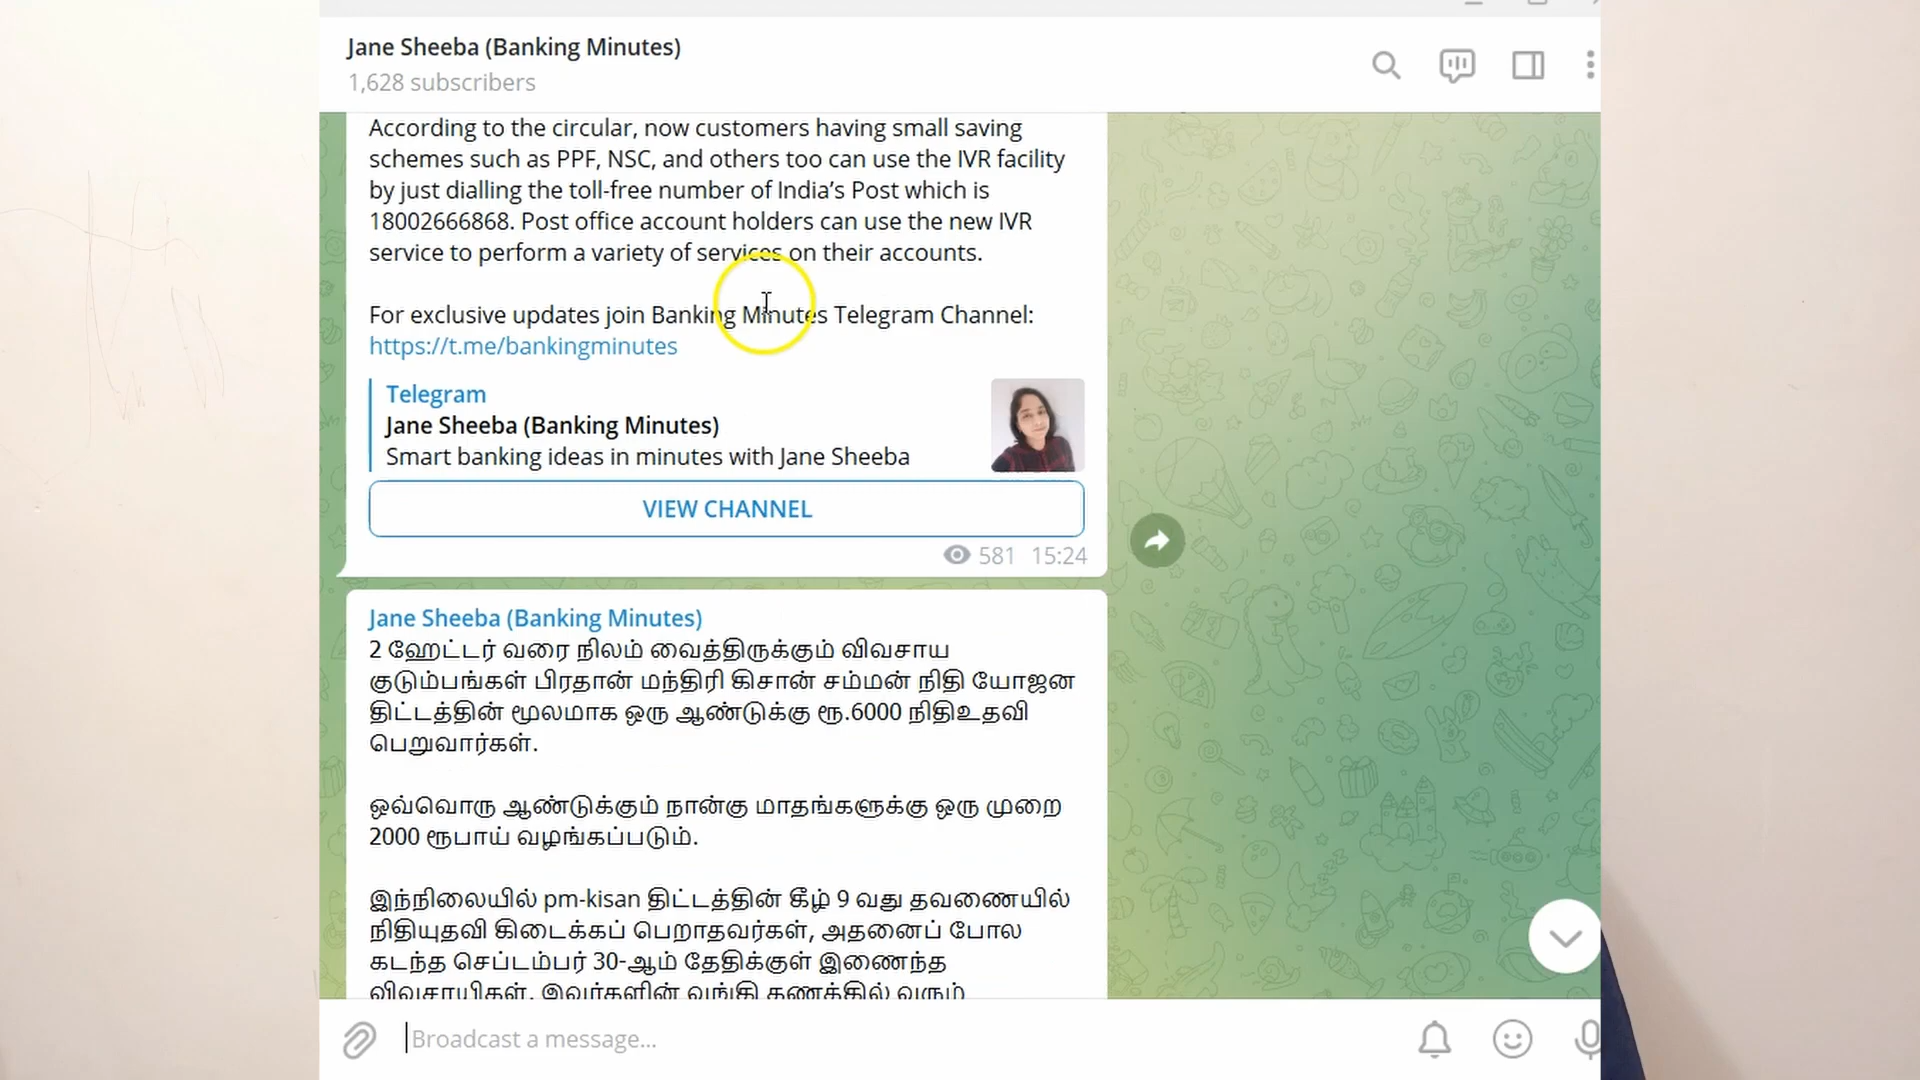 Jane Sheeba (Banking Minutes)
1,628 subscribers
According to the circular, now customers having small saving
schemes such as PPF, NSC, and others too can use the IVR facility
by just dialling the toll-free number of India’s Post which is
18002666868. Post office account holders can use the new IVR
service to perform a variety of services on their accounts.
For exclusive updates join Banking Minutes Telegram Channel:
https://t.me/bankingminutes
Telegram
Jane Sheeba (Banking Minutes)
Smart banking ideas in minutes with Jane Sheeba
VIEW CHANNEL
581 15:24
Jane Sheeba (Banking Minutes)
2 ஹேட்டர் வரை நிலம் வைத்திருக்கும் விவசாய
குடும்பங்கள் பிரதான் மந்திரி கிசான் சம்மன் நிதி யோஜன
திட்டத்தின் மூலமாக ஒரு ஆண்டுக்கு ரூ.6000 நிதிஉதவி
பெறுவார்கள்.
ஒவ்வொரு ஆண்டுக்கும் நான்கு மாதங்களுக்கு ஒரு முறை
2000 ரூபாய் வழங்கப்படும்.
இந்நிலையில் pm-kisan திட்டத்தின் கீழ் 9 வது தவணையில்
நிதியுதவி கிடைக்கப் பெறாதவர்கள், அதனைப் போல
கடந்த செப்டம்பர் 30-ஆம் தேதிக்குள் இணைந்த
விவசாயிகள், இவர்களின் வங்கி கணக்கில் வரும்
Broadcast a message...